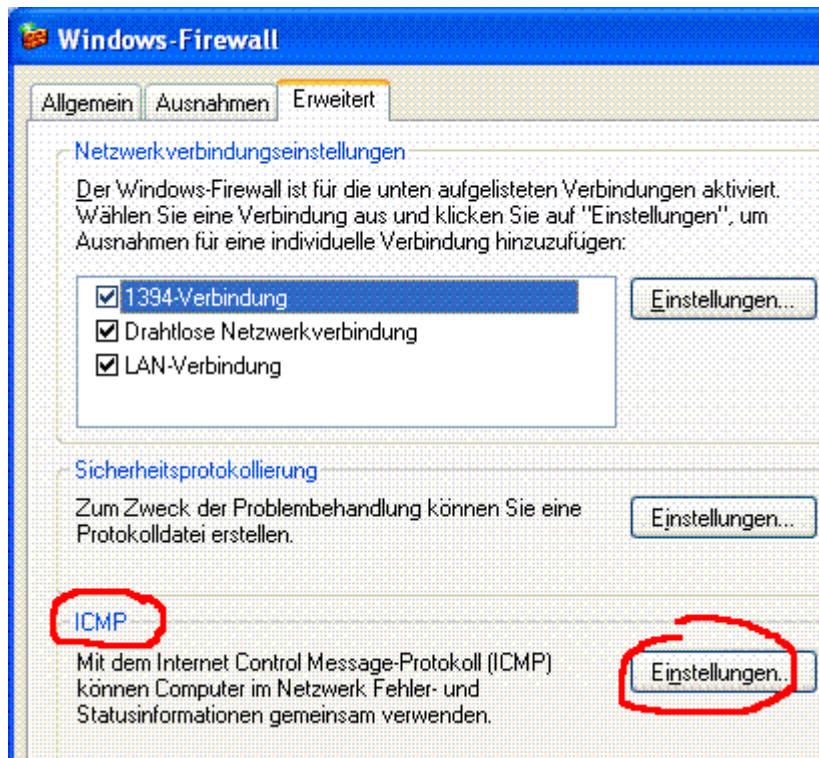 Windows-Firewall
Allgemein Ausnahmen Erweitert
Netzwerkverbindungseinstellungen
Der Windows-Firewall ist für die unten aufgelisteten Verbindungen aktiviert.
Wählen Sie eine Verbindung aus und klicken Sie auf "Einstellungen", um
Ausnahmen für eine individuelle Verbindung hinzuzufügen:
1394-Verbindung
Drahtlose Netzwerkverbindung
LAN-Verbindung
Einstellungen...
Sicherheitsprotokollierung
Zum Zweck der Problembehandlung können Sie eine
Protokolldatei erstellen.
Einstellungen...
ICMP
Mit dem Internet Control Message-Protokoll (ICMP)
können Computer im Netzwerk Fehler- und
Statusinformationen gemeinsam verwenden.
Einstellungen...